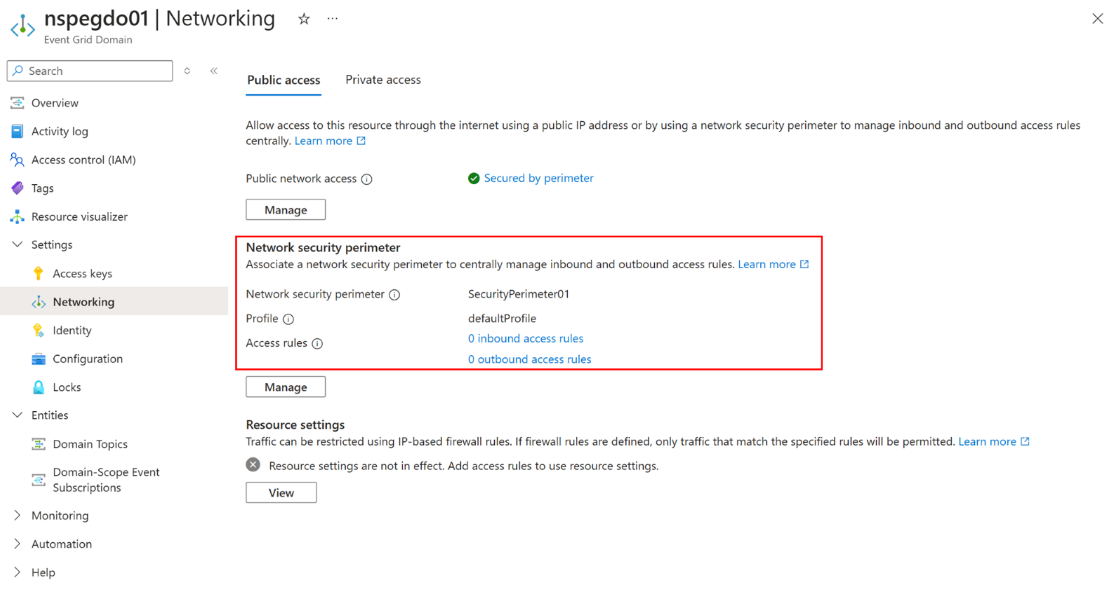 nspegdo01 | Networking
Event Grid Domain
Search
Overview
Activity log
Access control (IAM)
Tags
Resource visualizer
Settings
Access keys
Networking
Identity
Configuration
Locks
Entities
Domain Topics
Domain-Scope Event
Subscriptions
Monitoring
Automation
Help
Public access
Private access
Allow access to this resource through the internet using a public IP address or by using a network security perimeter to manage inbound and outbound access rules
centrally. Learn more
Public network access
Secured by perimeter
Manage
Network security perimeter
Associate a network security perimeter to centrally manage inbound and outbound access rules. Learn more
Network security perimeter
SecurityPerimeter01
Profile
defaultProfile
Access rules
0 inbound access rules
0 outbound access rules
Manage
Resource settings
Traffic can be restricted using IP-based firewall rules. If firewall rules are defined, only traffic that match the specified rules will be permitted. Learn more
Resource settings are not in effect. Add access rules to use resource settings.
View